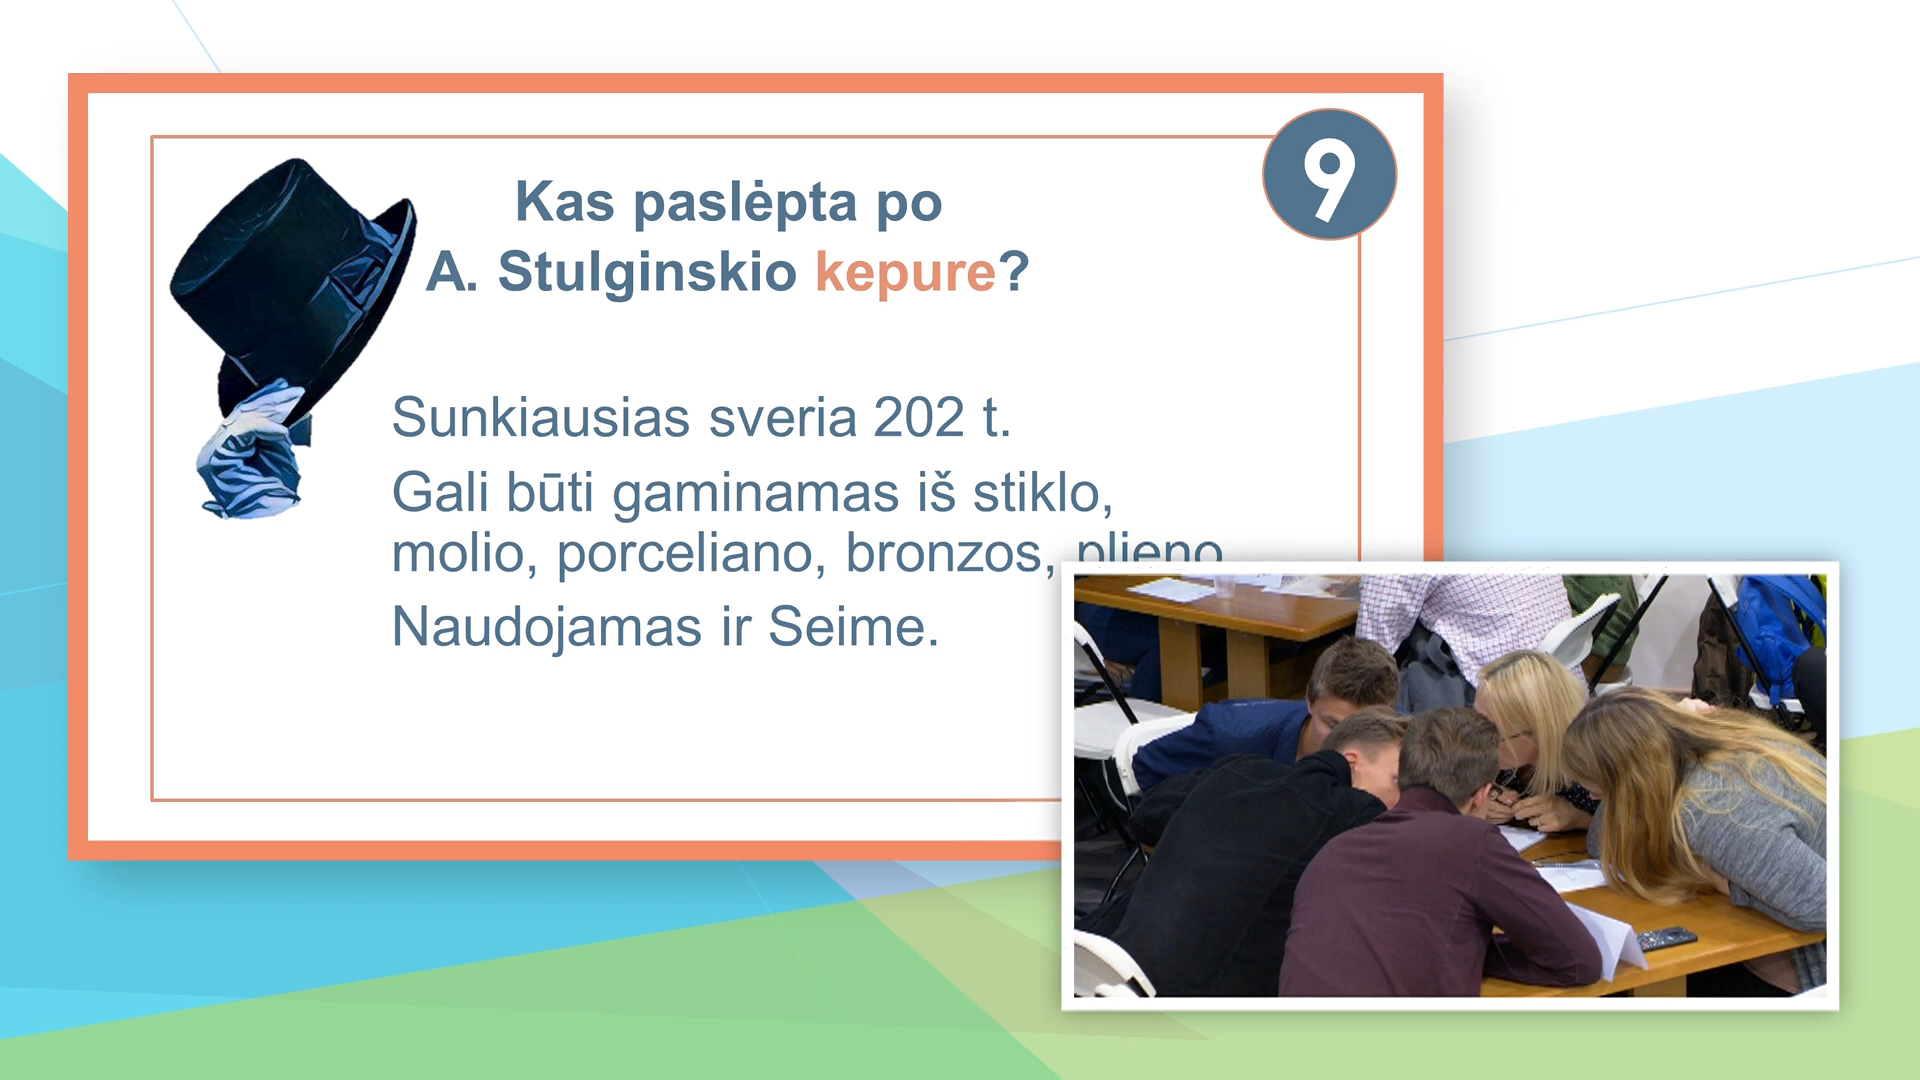 9
Kas paslėpta po
A. Stulginskio kepure?
Sunkiausias sveria 202 t.
Gali būti gaminamas iš stiklo,
molio, porceliano, bronzos, plieno
Naudojamas ir Seime.